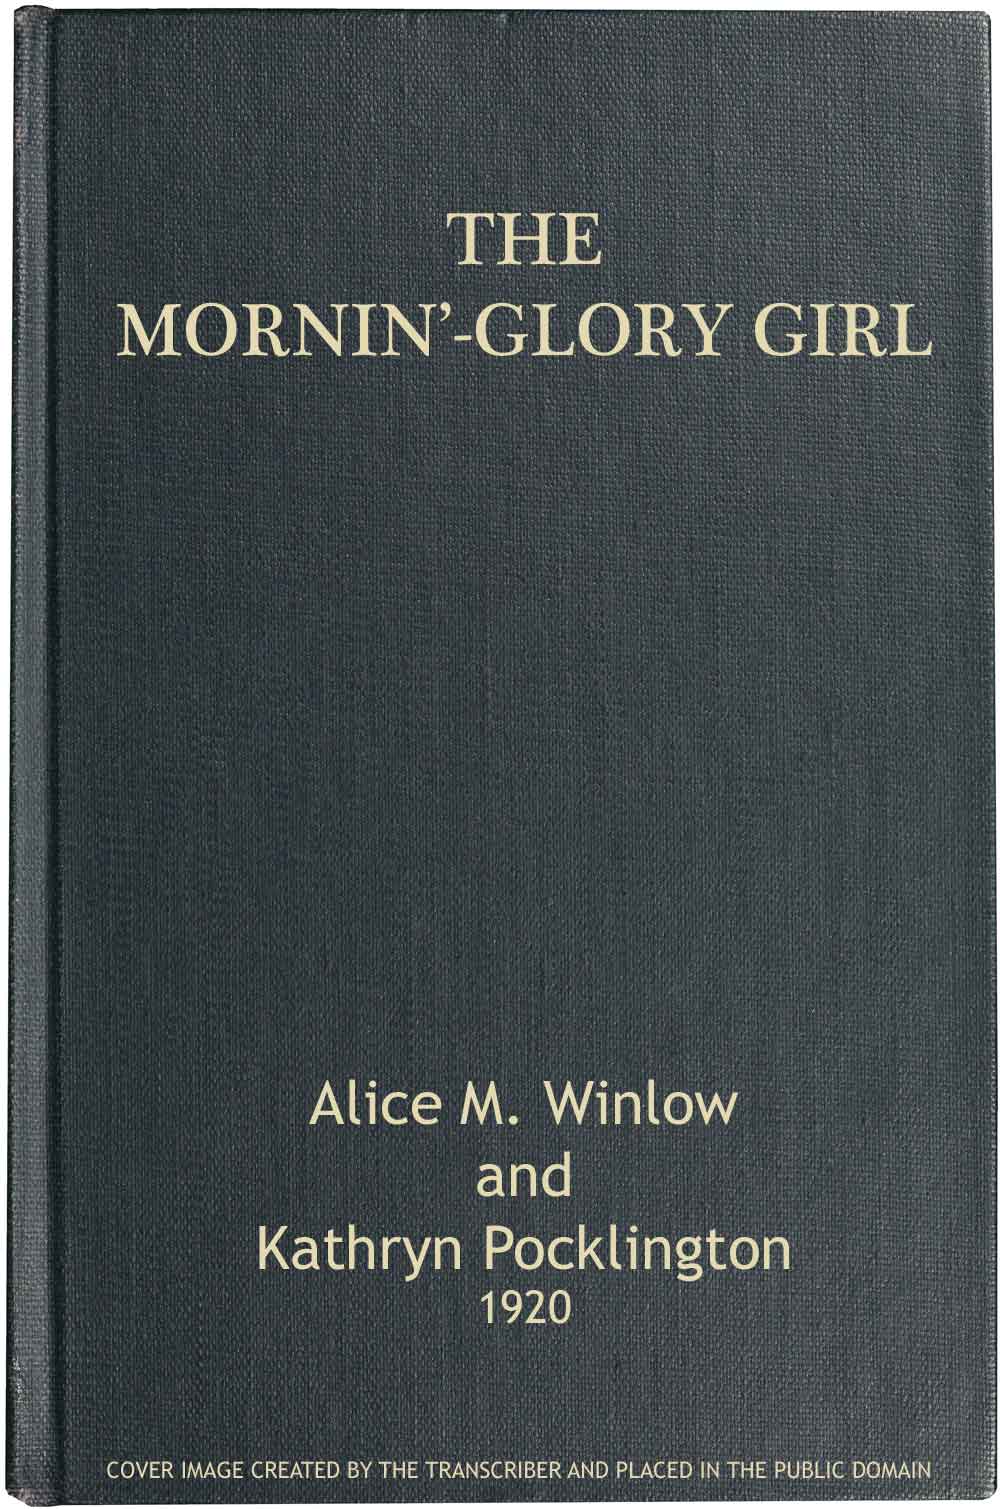 THE
MORNIN’-GLORY GIRL
Alice M. Winlow
and
Kathryn Pocklington
1920
COVER IMAGE CREATED BY THE TRANSCRIBER AND PLACED IN THE PUBLIC DOMAIN